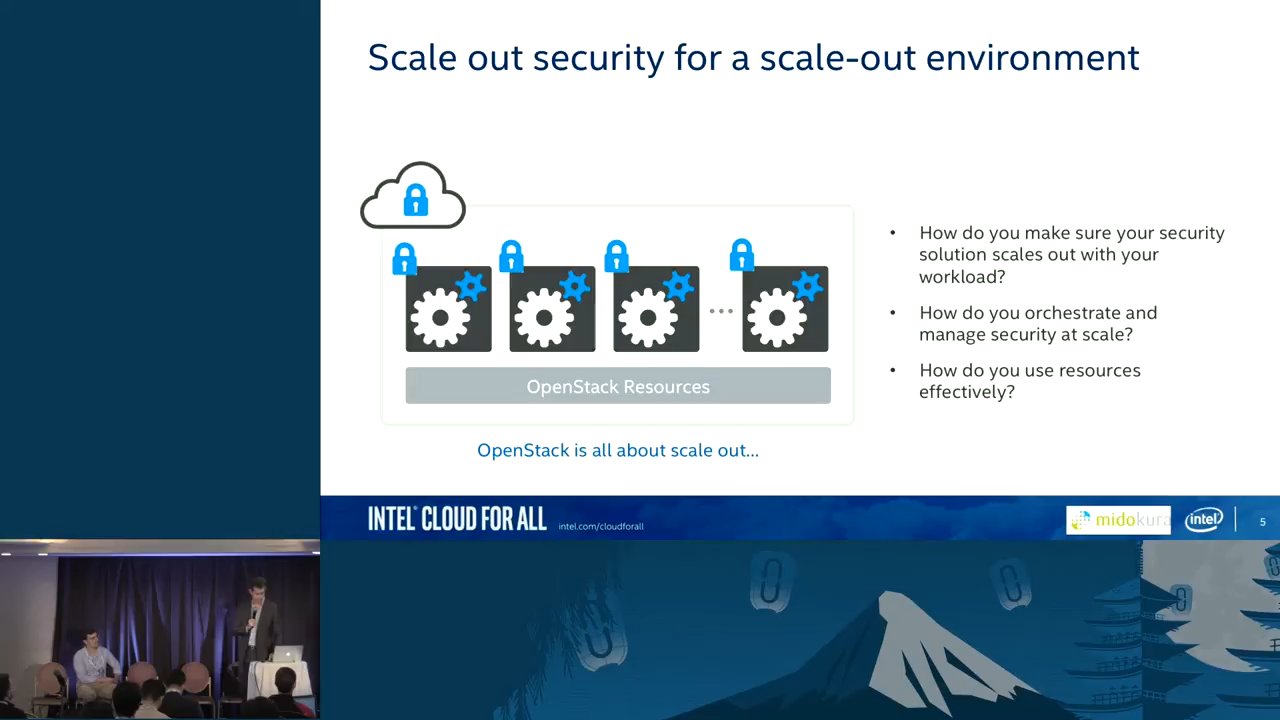 Scale out security for a scale-out environment
OpenStack Resources
OpenStack is all about scale out...
• How do you make sure your security
solution scales out with your
workload?
• How do you orchestrate and
manage security at scale?
• How do you use resources
effectively?
INTEL® CLOUD FOR ALL
intel.com/cloudforall
midokura
intel
5